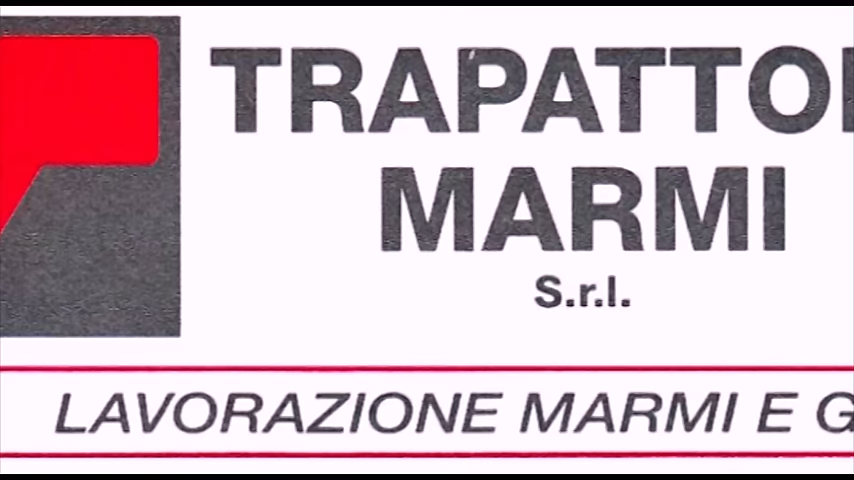 TRAPATTO
MARMI
S.r.l.
LAVORAZIONE MARMI E G